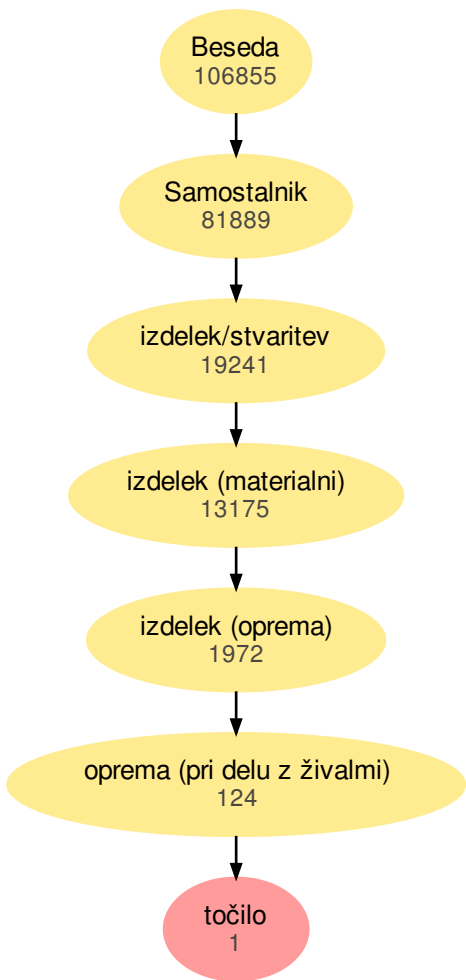 Beseda
106855
Samostalnik
81889
izdelek/stvaritev
19241
izdelek (materialni)
13175
izdelek (oprema)
1972
oprema (pri delu z živalmi)
124
točilo
1